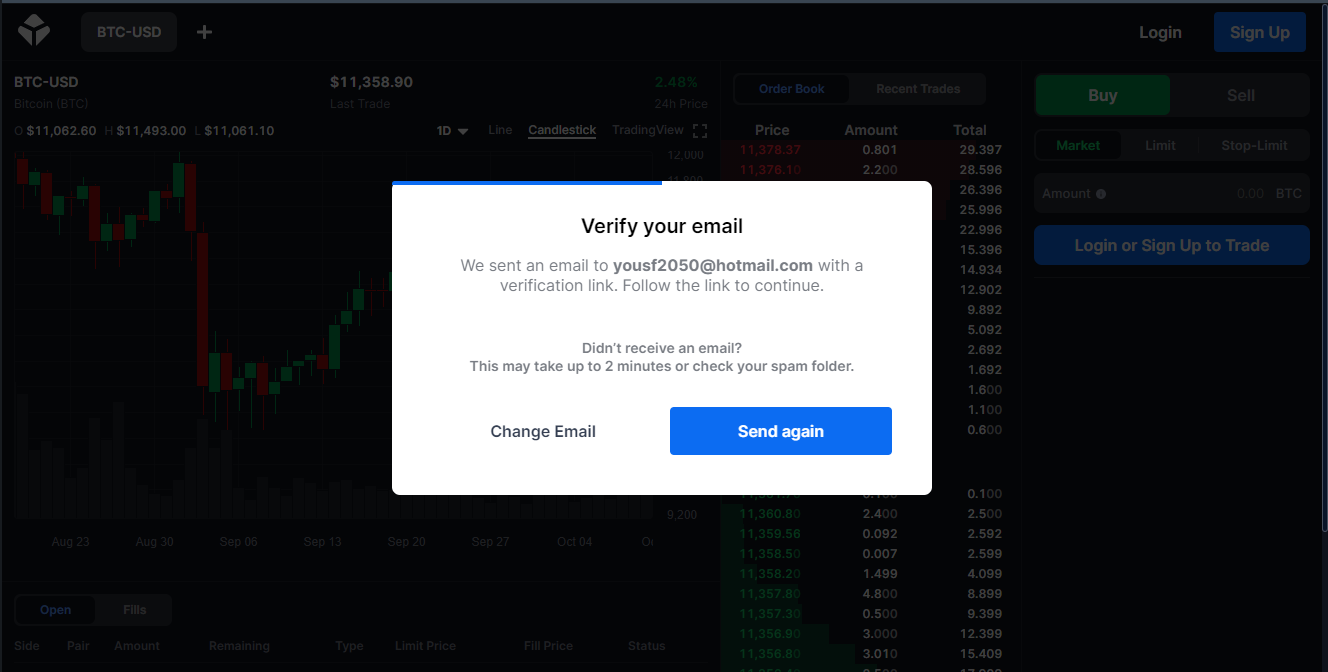 BTC-USD
+
Login
Sign Up
BTC-USD
$11,358.90
2.48%
Bitcoin (BTC)
Last Trade
24h Price
O $11,062.60 H $11,493.00 L $11,061.10
1D
Line
Candlestick
TradingView
12,000
9,200
Aug 23
Aug 30
Sep 06
Sep 13
Sep 20
Sep 27
Oct 04
Order Book
Recent Trades
Price Amount Total
11,378.37 0.801 29.397
11,376.10 2.200 28.596
26.396
25.996
22.996
15.396
14.934
12.902
9.892
5.092
2.692
1.692
1.600
1.100
0.600
0.100
11,360.80 2.400 2.500
11,359.56 0.092 2.592
11,358.50 0.007 2.599
11,358.20 1.499 4.099
11,357.80 4.800 8.899
11,357.30 0.500 9.399
11,356.90 3.000 12.399
11,356.80 3.010 15.409
Buy
Sell
Market
Limit
Stop-Limit
Amount
0.00 BTC
Login or Sign Up to Trade
Verify your email
We sent an email to yousf2050@hotmail.com with a
verification link. Follow the link to continue.
Didn't receive an email?
This may take up to 2 minutes or check your spam folder.
Change Email
Send again
Open
Fills
Side Pair Amount Remaining Type Limit Price Fill Price Status